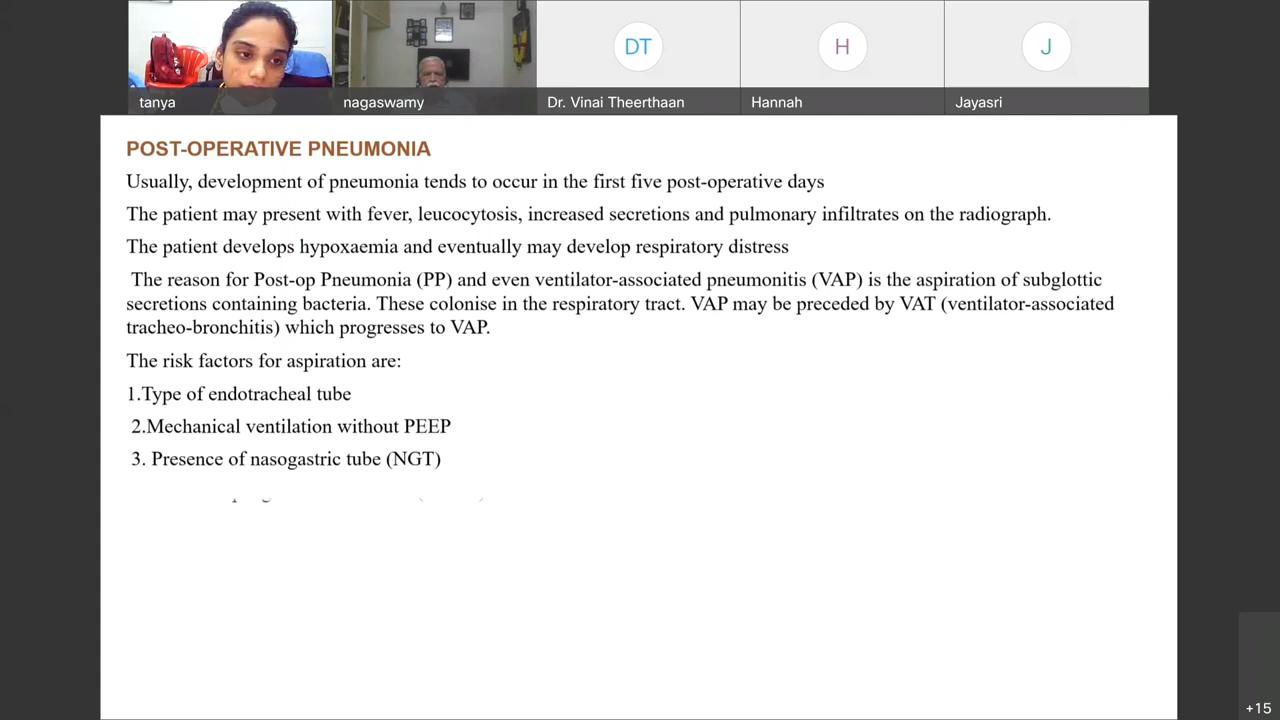 DT
H
J
tanya
nagaswamy
Dr. Vinai Theerthaan
Hannah
Jayasri
POST-OPERATIVE PNEUMONIA
Usually, development of pneumonia tends to occur in the first five post-operative days
The patient may present with fever, leucocytosis, increased secretions and pulmonary infiltrates on the radiograph.
The patient develops hypoxaemia and eventually may develop respiratory distress
The reason for Post-op Pneumonia (PP) and even ventilator-associated pneumonitis (VAP) is the aspiration of subglottic
secretions containing bacteria. These colonise in the respiratory tract. VAP may be preceded by VAT (ventilator-associated
tracheo-bronchitis) which progresses to VAP.
The risk factors for aspiration are:
1.Type of endotracheal tube
2.Mechanical ventilation without PEEP
3. Presence of nasogastric tube (NGT)
+15